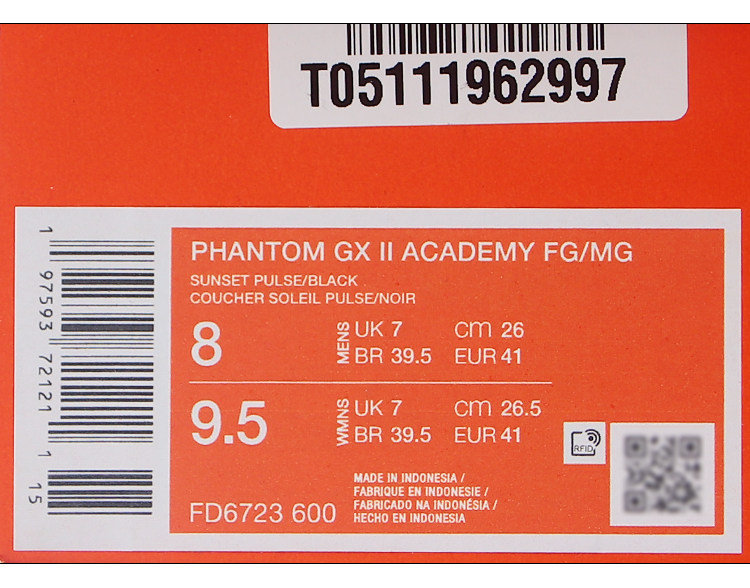 T05111962997
1 97593 72121 1
15
PHANTOM GX II ACADEMY FG/MG
SUNSET PULSE/BLACK
COUCHER SOLEIL PULSE/NOIR
8 MENS UK 7 cm 26
BR 39.5 EUR 41
9.5 WMNS UK 7 cm 26.5
BR 39.5 EUR 41
RFID
FD6723 600
MADE IN INDONESIA /
FABRIQUE EN INDONESIE /
FABRICADO NA INDONÉSIA /
HECHO EN INDONESIA